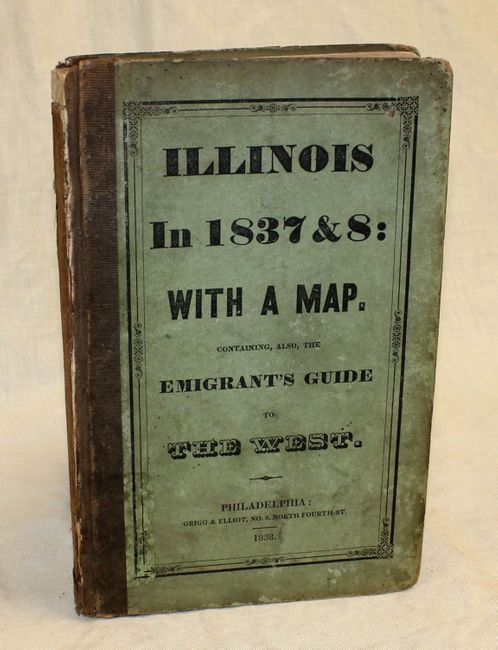 ILLINOIS
In 1837 & 8:
WITH A MAP.
CONTAINING, ALSO, THE
EMIGRANT'S GUIDE
TO
THE WEST.
PHILADELPHIA:
GRIGG & ELLIOT, NO. 9, NORTH FOURTH-ST.
1838.